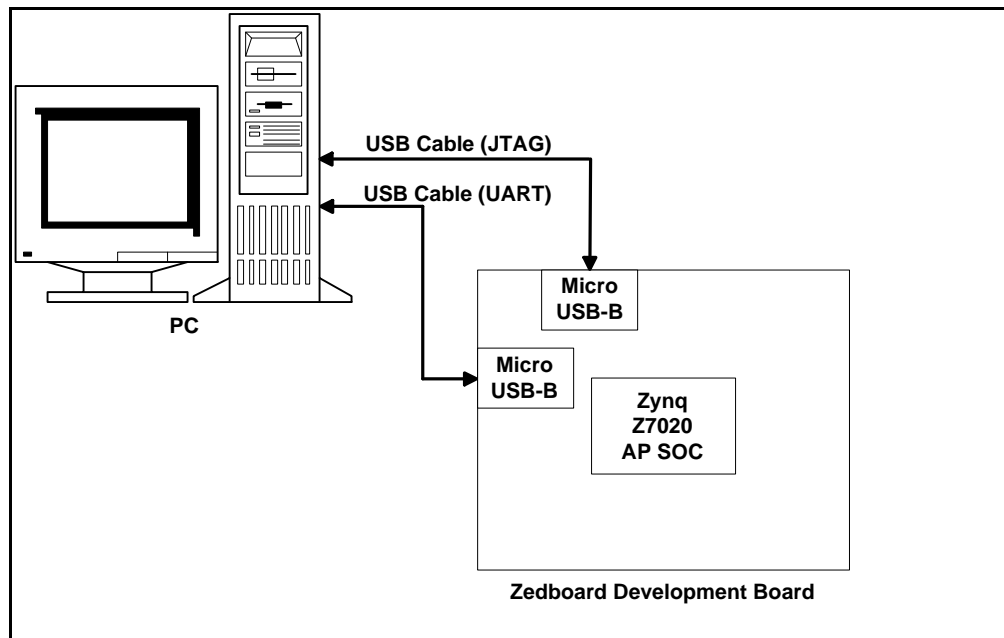 USB Cable (JTAG)
USB Cable (UART)
PC
Micro
USB-B
Micro
USB-B
Zynq
Z7020
AP SOC
Zedboard Development Board